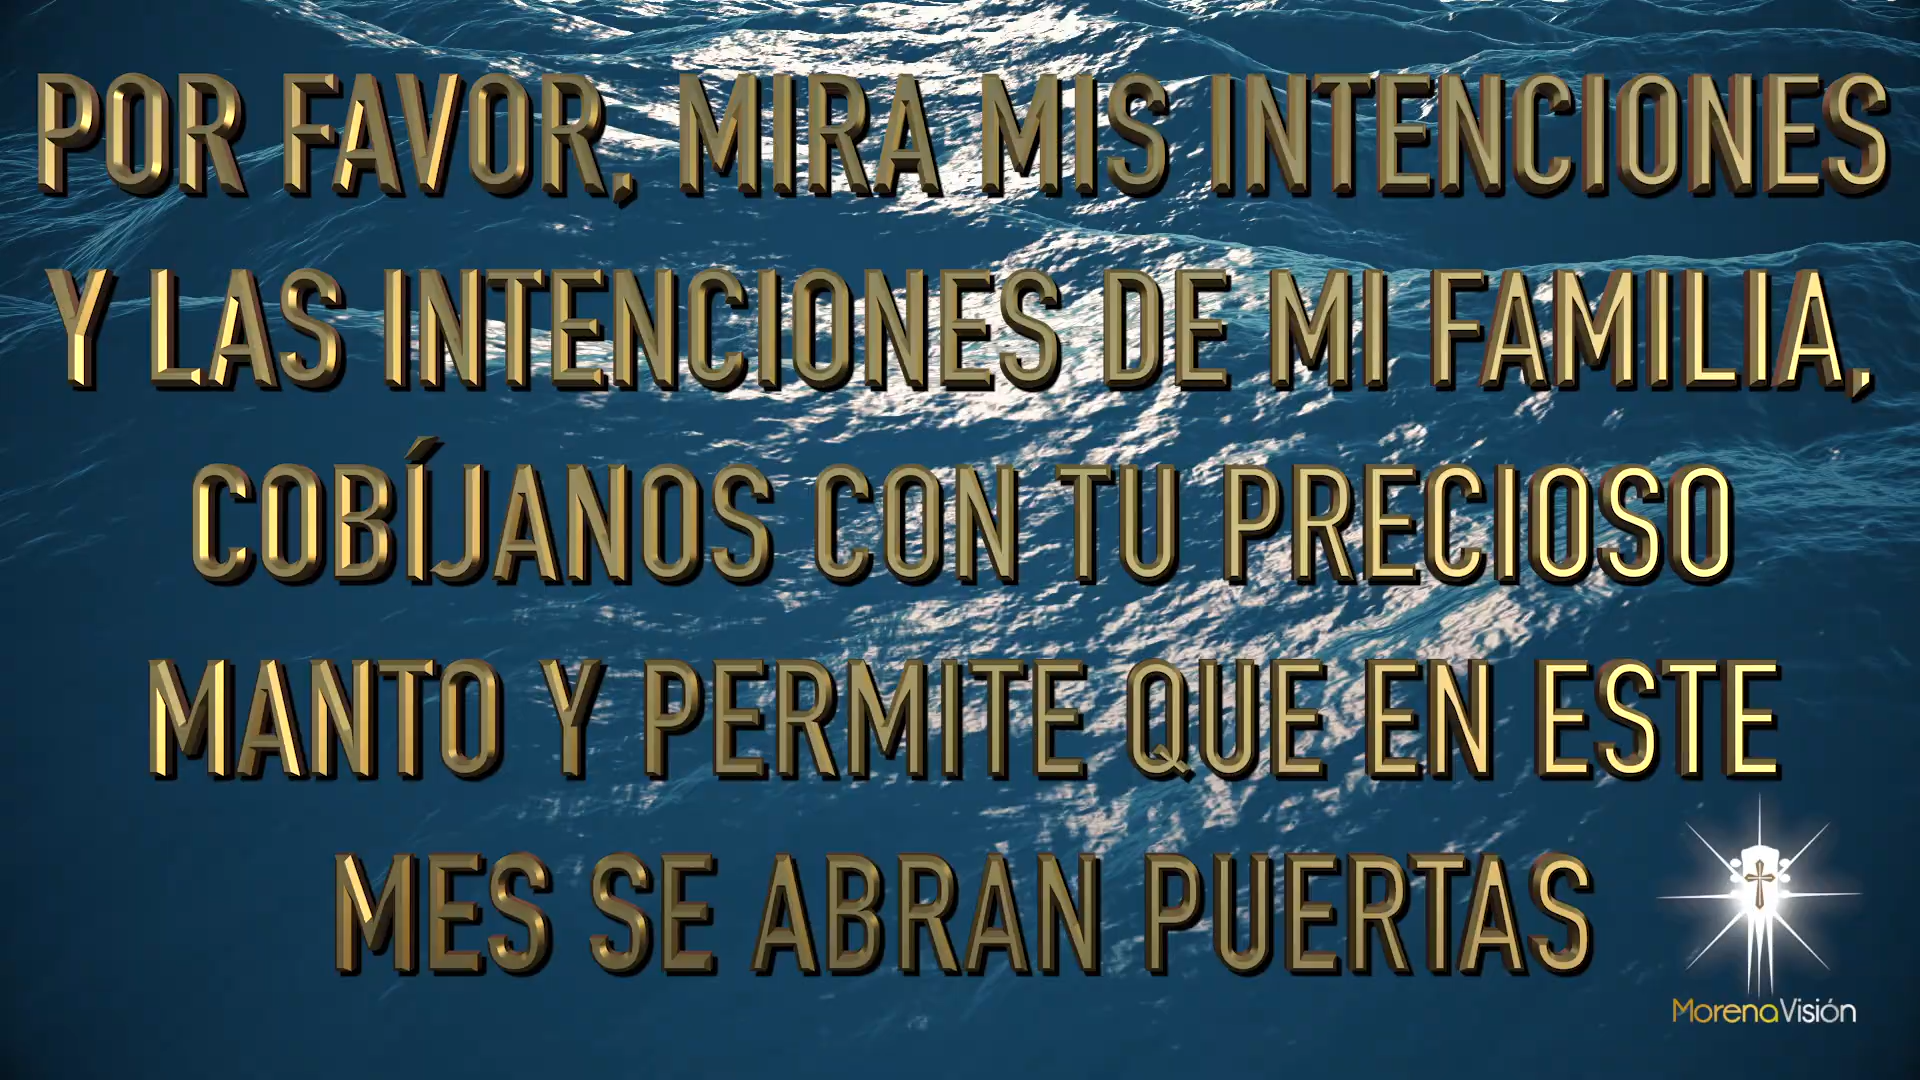 POR FAVOR, MIRA MIS INTENCIONES
Y LAS INTENCIONES DE MI FAMILIA,
COBÍJANOS CON TU PRECIOSO
MANTO Y PERMITE QUE EN ESTE
MES SE ABRAN PUERTAS
MorenaVisión